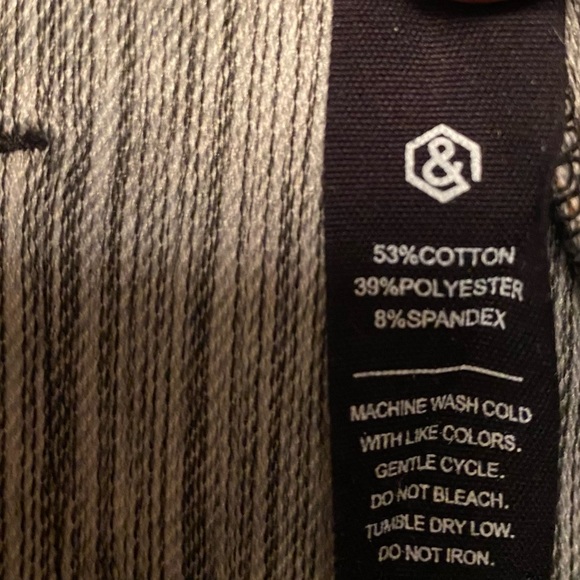 &
53%COTTON
39%POLYESTER
8%SPANDEX
MACHINE WASH COLD
WITH LIKE COLORS.
GENTLE CYCLE.
DO NOT BLEACH.
TUMBLE DRY LOW.
DO NOT IRON.